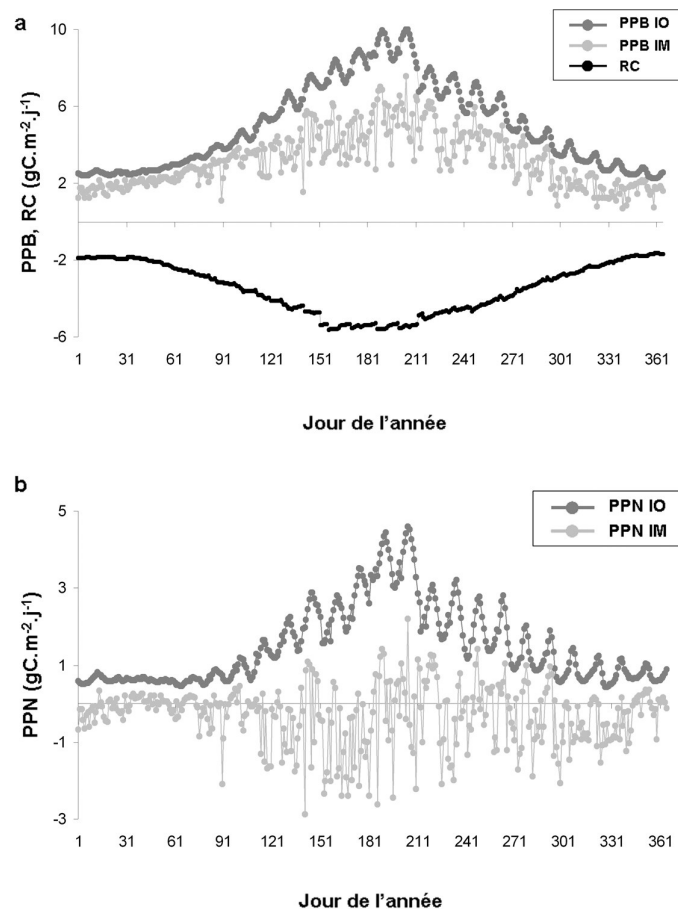 a
PPB IO
PPB IM
RC
PPB, RC (gC.m-2.j-1)
10
6
2
-2
-6
1 31 61 91 121 151 181 211 241 271 301 331 361
Jour de l'année
b
PPN IO
PPN IM
PPN (gC.m-2.j-1)
5
3
1
-1
-3
1 31 61 91 121 151 181 211 241 271 301 331 361
Jour de l'année